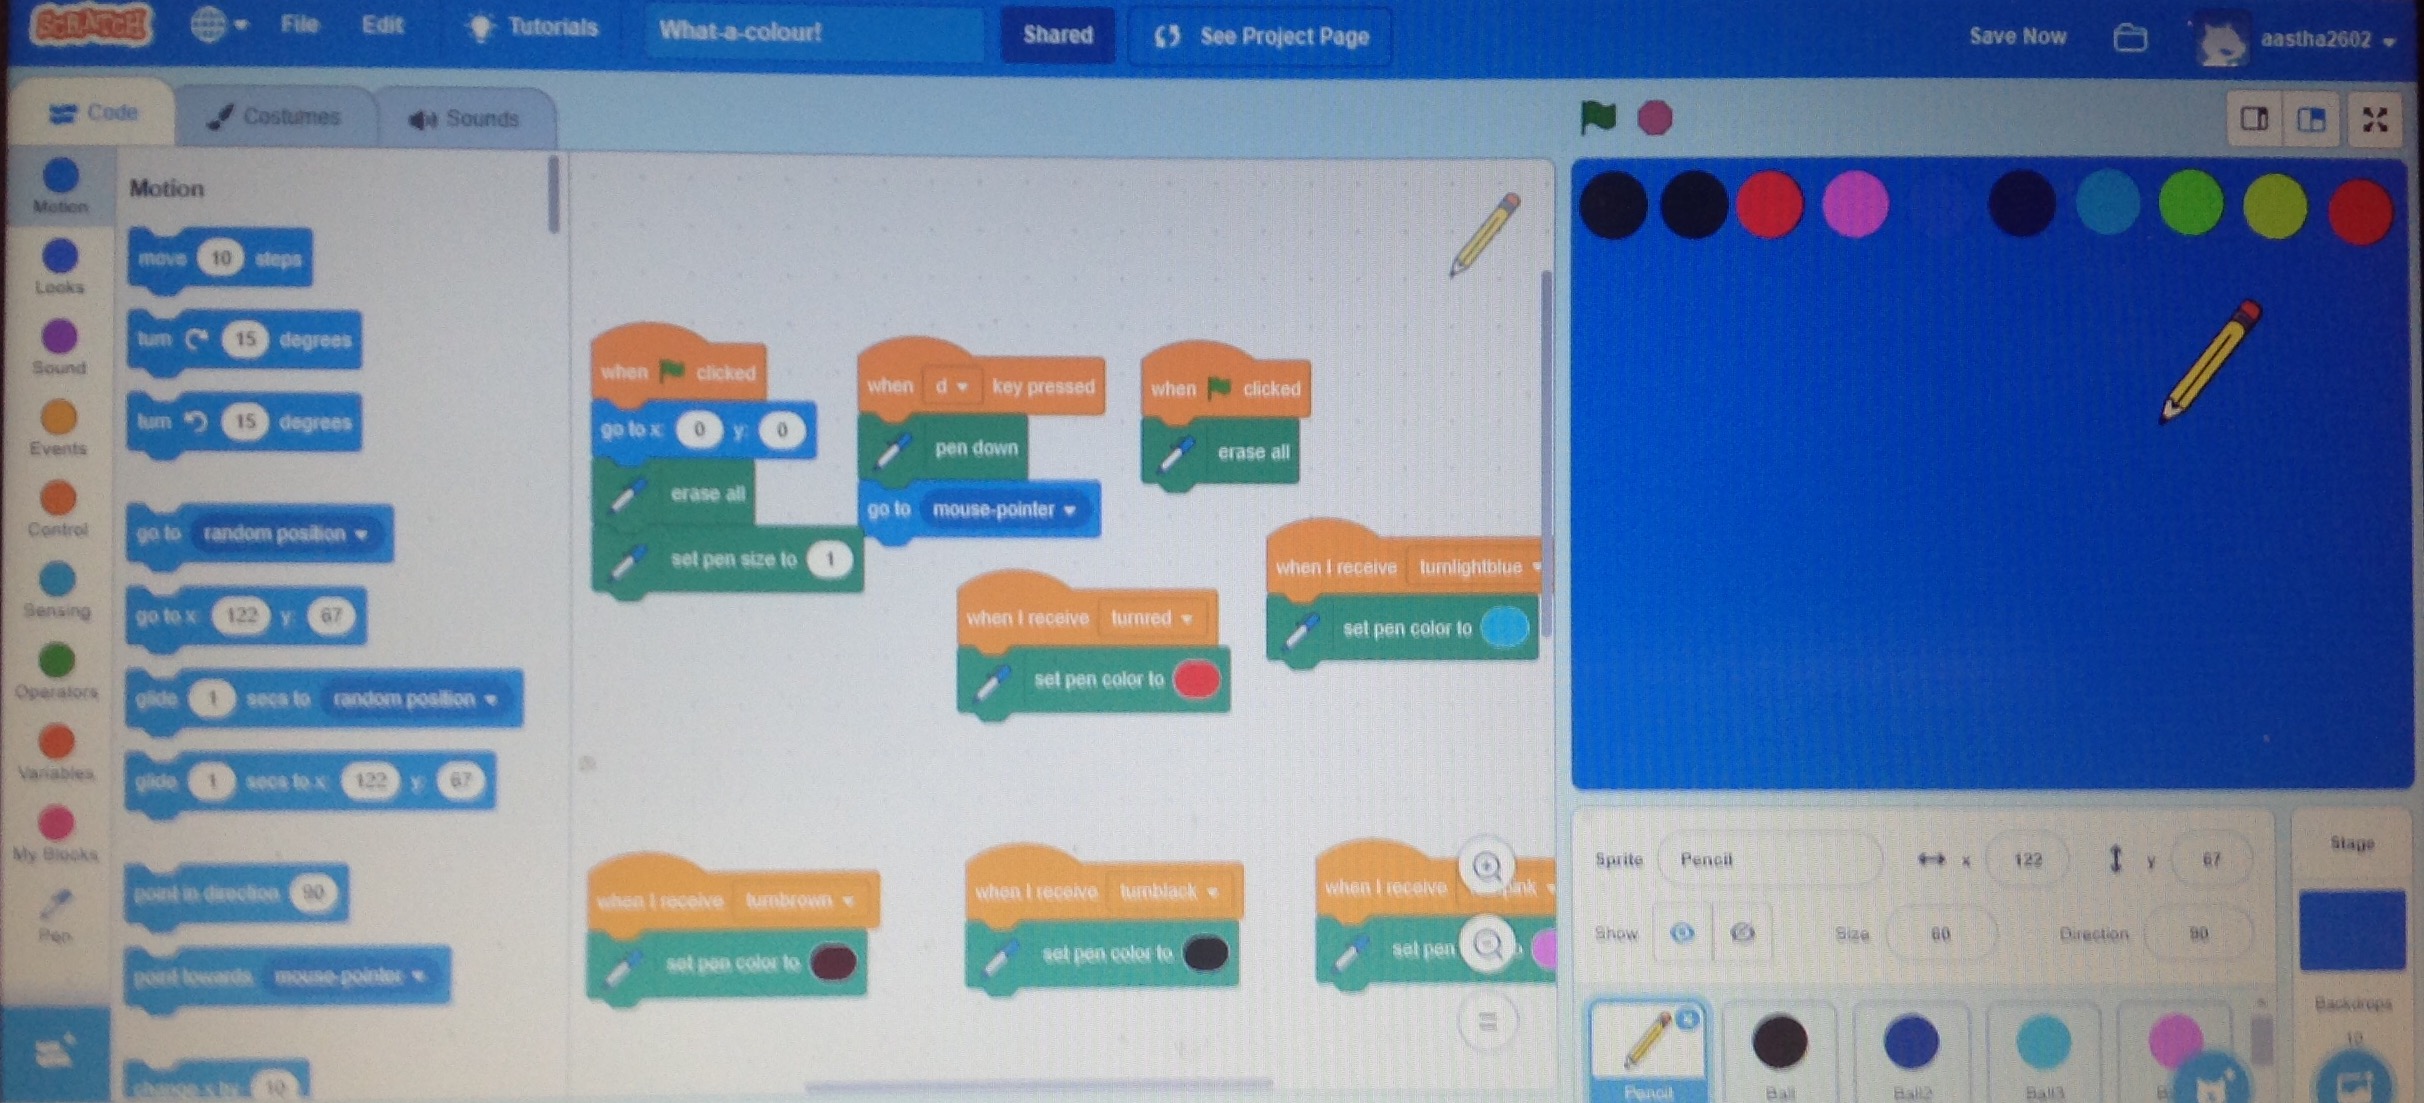 SCRATCH
File
Edit
Tutorials
What-a-colour!
Shared
See Project Page
Save Now
aastha2602
Code
Costumes
Sounds
Motion
Looks
Sound
Events
Control
Sensing
Operators
Variables
My Blocks
Pen
Motion
move 10 steps
turn 15 degrees
turn 15 degrees
go to random position
go to x: 122 y: 67
glide 1 secs to random position
glide 1 secs to x: 122 y: 67
point in direction 90
point towards mouse-pointer
change x by 10
when clicked
go to x: 0 y: 0
erase all
set pen size to 1
when d key pressed
pen down
go to mouse-pointer
when clicked
erase all
when I receive turnlightblue
set pen color to
when I receive turnred
set pen color to
when I receive turnbrown
set pen color to
when I receive turnblack
set pen color to
when I receive pink
set pen
Sprite Pencil x 122 y 67
Show Size 60 Direction 90
Pencil
Ball
Ball2
Ball3
B
Stage
Backdrops
10